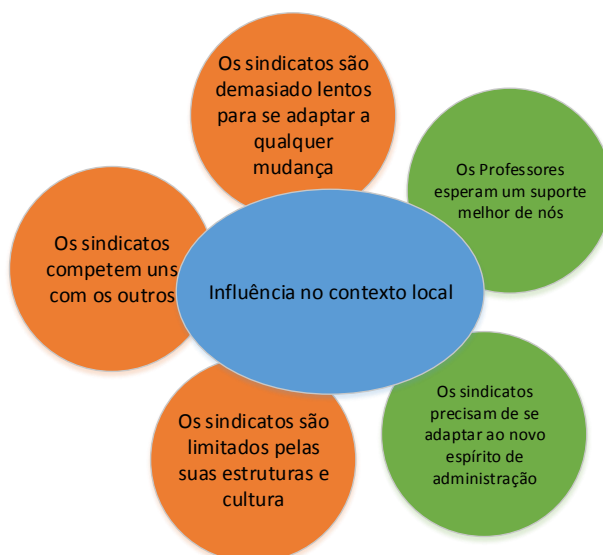 Os sindicatos são
demasiado lentos
para se adaptar a
qualquer
mudança
Os Professores
esperam um suporte
melhor de nós
Os sindicatos
competem uns
com os outros
Influência no contexto local
Os sindicatos
precisam de se
adaptar ao novo
espírito de
administração
Os sindicatos são
limitados pelas
suas estruturas e
cultura